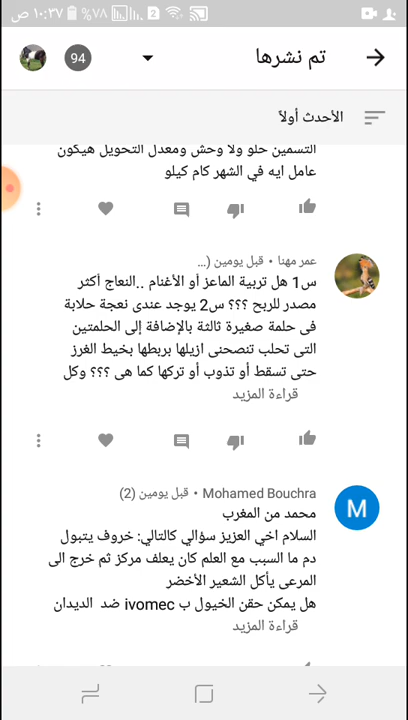 ١٠:٣٧ ص
٧٨%
2
تم نشرها
94
الأحدث أولاً
التسمين حلو ولا وحش ومعدل التحويل هيكون
عامل ايه في الشهر كام كيلو
عمر مهنا • قبل يومين (...
س1 هل تربية الماعز أو الأغنام ..النعاج أكثر
مصدر للربح ؟؟؟ س2 يوجد عندى نعجة حلابة
فى حلمة صغيرة ثالثة بالإضافة إلى الحلمتين
التى تحلب تنصحنى ازيلها بربطها بخيط الغرز
حتى تسقط أو تذوب أو تركها كما هى ؟؟؟ وكل
قراءة المزيد
Mohamed Bouchra • قبل يومين (2)
M
محمد من المغرب
السلام اخي العزيز سؤالي كالتالي: خروف يتبول
دم ما السبب مع العلم كان يعلف مركز ثم خرج الى
المرعى يأكل الشعير الأخضر
هل يمكن حقن الخيول ب ivomec ضد الديدان
قراءة المزيد